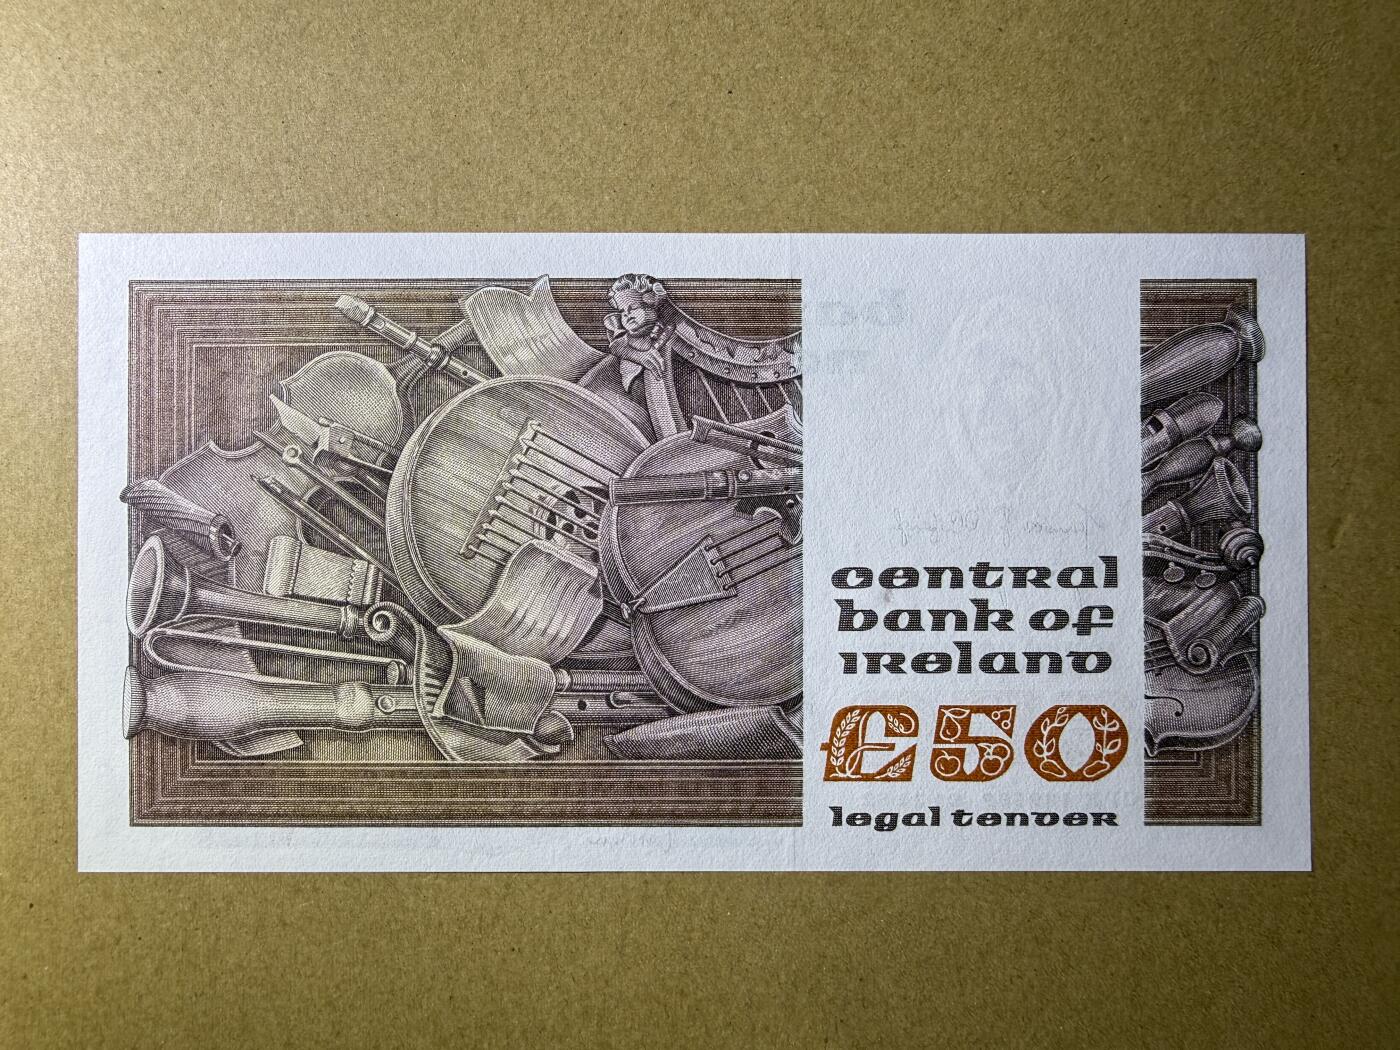 central
bank of
ireland
£50
legal tender